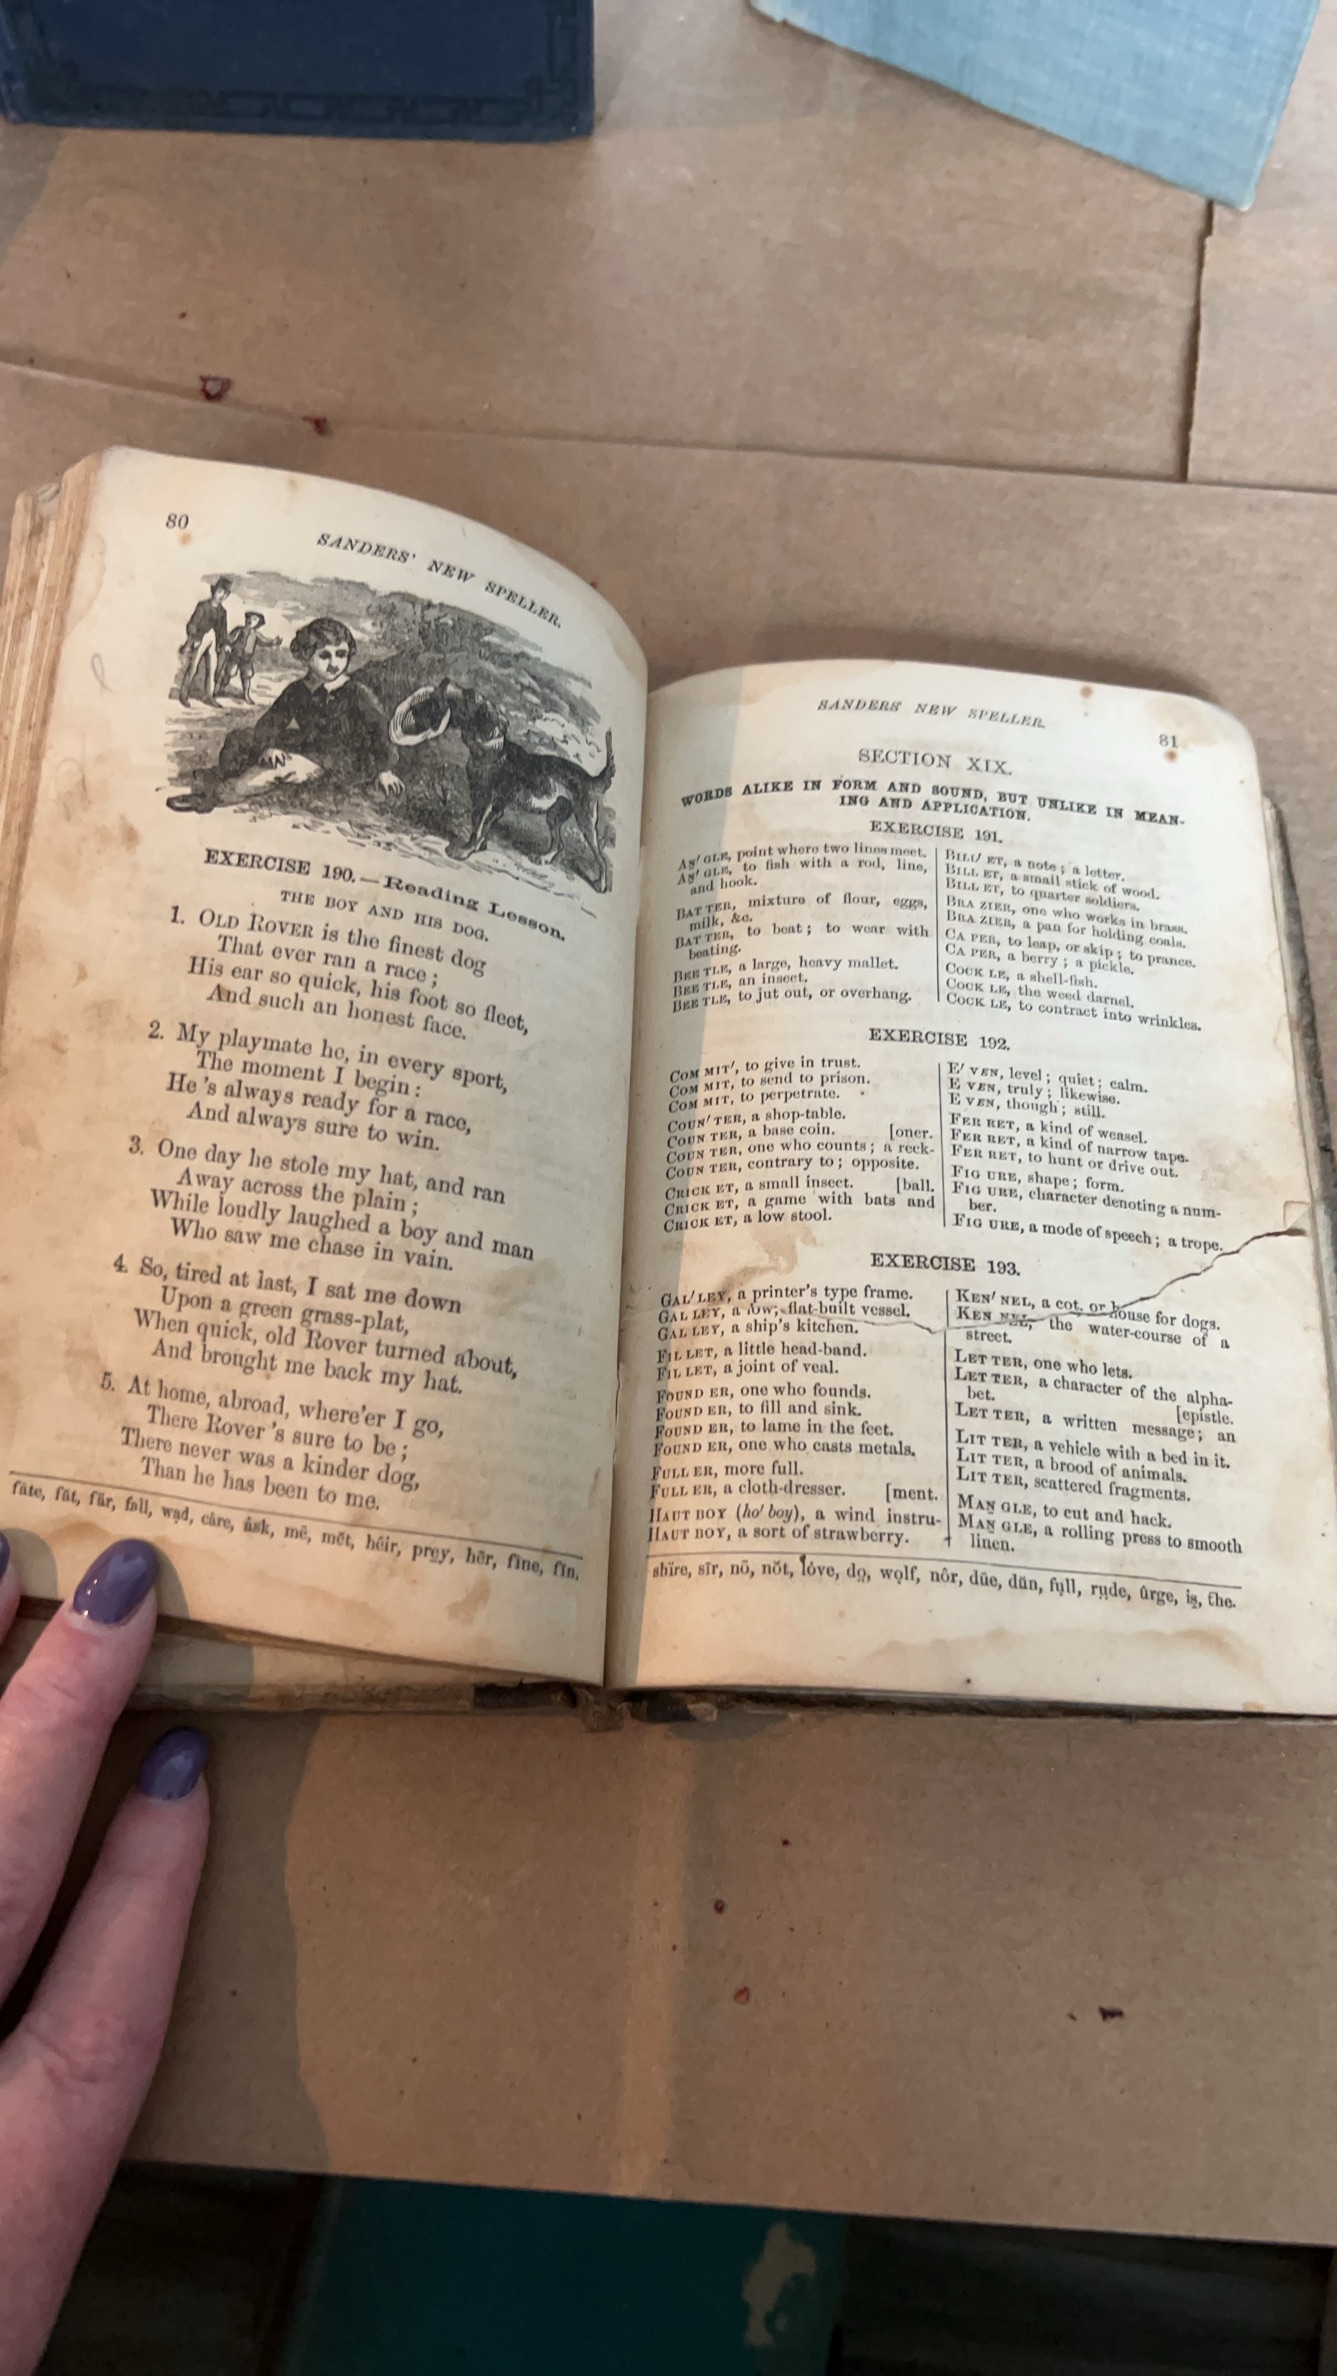 80
SANDERS' NEW SPELLER.
EXERCISE 190.—Reading Lesson.
THE BOY AND HIS DOG.
1. OLD ROVER is the finest dog
That ever ran a race;
His ear so quick, his foot so fleet,
And such an honest face.
2. My playmate he, in every sport,
The moment I begin:
He's always ready for a race,
And always sure to win.
3. One day he stole my hat, and ran
Away across the plain;
While loudly laughed a boy and man
Who saw me chase in vain.
4. So, tired at last, I sat me down
Upon a green grass-plat,
When quick, old Rover turned about,
And brought me back my hat.
5. At home, abroad, where'er I go,
There Rover's sure to be;
There never was a kinder dog,
Than he has been to me.
fāte, făt, fär, fạll, wạd, câre, ȧsk, mē, mĕt, hêir, prẹy, hẽr, fīne, fĭn,
SANDERS' NEW SPELLER.
81
SECTION XIX.
WORDS ALIKE IN FORM AND SOUND, BUT UNLIKE IN MEAN-
ING AND APPLICATION.
EXERCISE 191.
AN' GLE, point where two lines meet.
AN' GLE, to fish with a rod, line,
and hook.
BAT TER, mixture of flour, eggs,
milk, &c.
BAT TER, to beat; to wear with
beating.
BEE TLE, a large, heavy mallet.
BEE TLE, an insect.
BEE TLE, to jut out, or overhang.
BILL' ET, a note; a letter.
BILL ET, a small stick of wood.
BILL ET, to quarter soldiers.
BRA ZIER, one who works in brass.
BRA ZIER, a pan for holding coals.
CA PER, to leap, or skip; to prance.
CA PER, a berry; a pickle.
COCK LE, a shell-fish.
COCK LE, the weed darnel.
COCK LE, to contract into wrinkles.
EXERCISE 192.
COM MIT', to give in trust.
COM MIT, to send to prison.
COM MIT, to perpetrate.
COUN' TER, a shop-table.
COUN TER, a base coin. [oner.
COUN TER, one who counts; a reck-
COUN TER, contrary to; opposite.
CRICK ET, a small insect. [ball.
CRICK ET, a game with bats and
CRICK ET, a low stool.
E' VEN, level; quiet; calm.
E VEN, truly; likewise.
E VEN, though; still.
FER RET, a kind of weasel.
FER RET, a kind of narrow tape.
FER RET, to hunt or drive out.
FIG URE, shape; form.
FIG URE, character denoting a num-
ber.
FIG URE, a mode of speech; a trope.
EXERCISE 193.
GAL' LEY, a printer's type frame.
GAL LEY, a low, flat-built vessel.
GAL LEY, a ship's kitchen.
FIL LET, a little head-band.
FIL LET, a joint of veal.
FOUND ER, one who founds.
FOUND ER, to fill and sink.
FOUND ER, to lame in the feet.
FOUND ER, one who casts metals.
FULL ER, more full.
FULL ER, a cloth-dresser. [ment.
HAUT BOY (ho' boy), a wind instru-
HAUT BOY, a sort of strawberry.
KEN' NEL, a cot. or house for dogs.
KEN NEL, the water-course of a
street.
LET TER, one who lets.
LET TER, a character of the alpha-
bet. [epistle.
LET TER, a written message; an
LIT TER, a vehicle with a bed in it.
LIT TER, a brood of animals.
LIT TER, scattered fragments.
MAN GLE, to cut and hack.
MAN GLE, a rolling press to smooth
linen.
shīre, sĩr, nō, nŏt, lȯve, dọ, wọlf, nôr, dūe, dŭn, fụll, rụde, ûrge, iṣ, the.